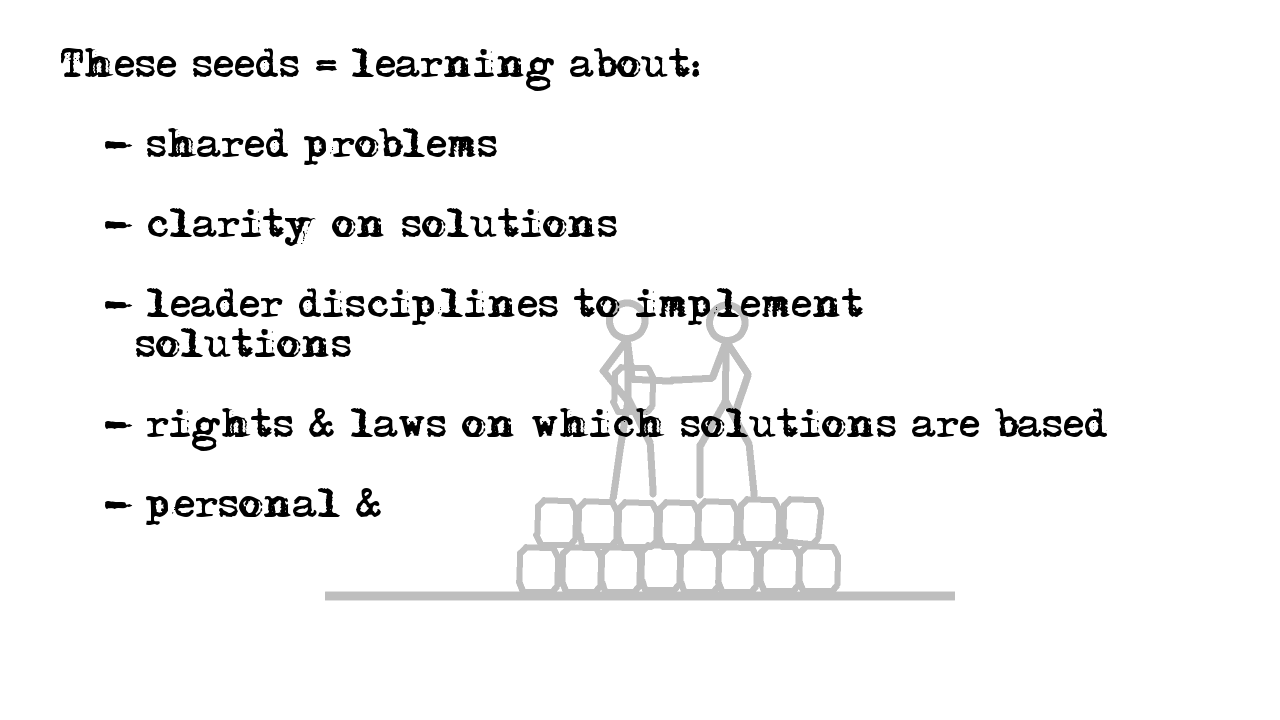 These seeds = learning about:
- shared problems
- clarity on solutions
- leader disciplines to implement
solutions
- rights & laws on which solutions are based
- personal &